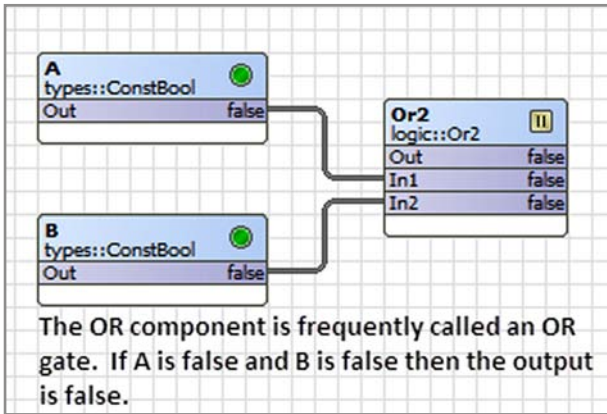 A
types::ConstBool
Out false
Or2
logic::Or2
Out false
In1 false
In2 false
B
types::ConstBool
Out false
The OR component is frequently called an OR
gate. If A is false and B is false then the output
is false.